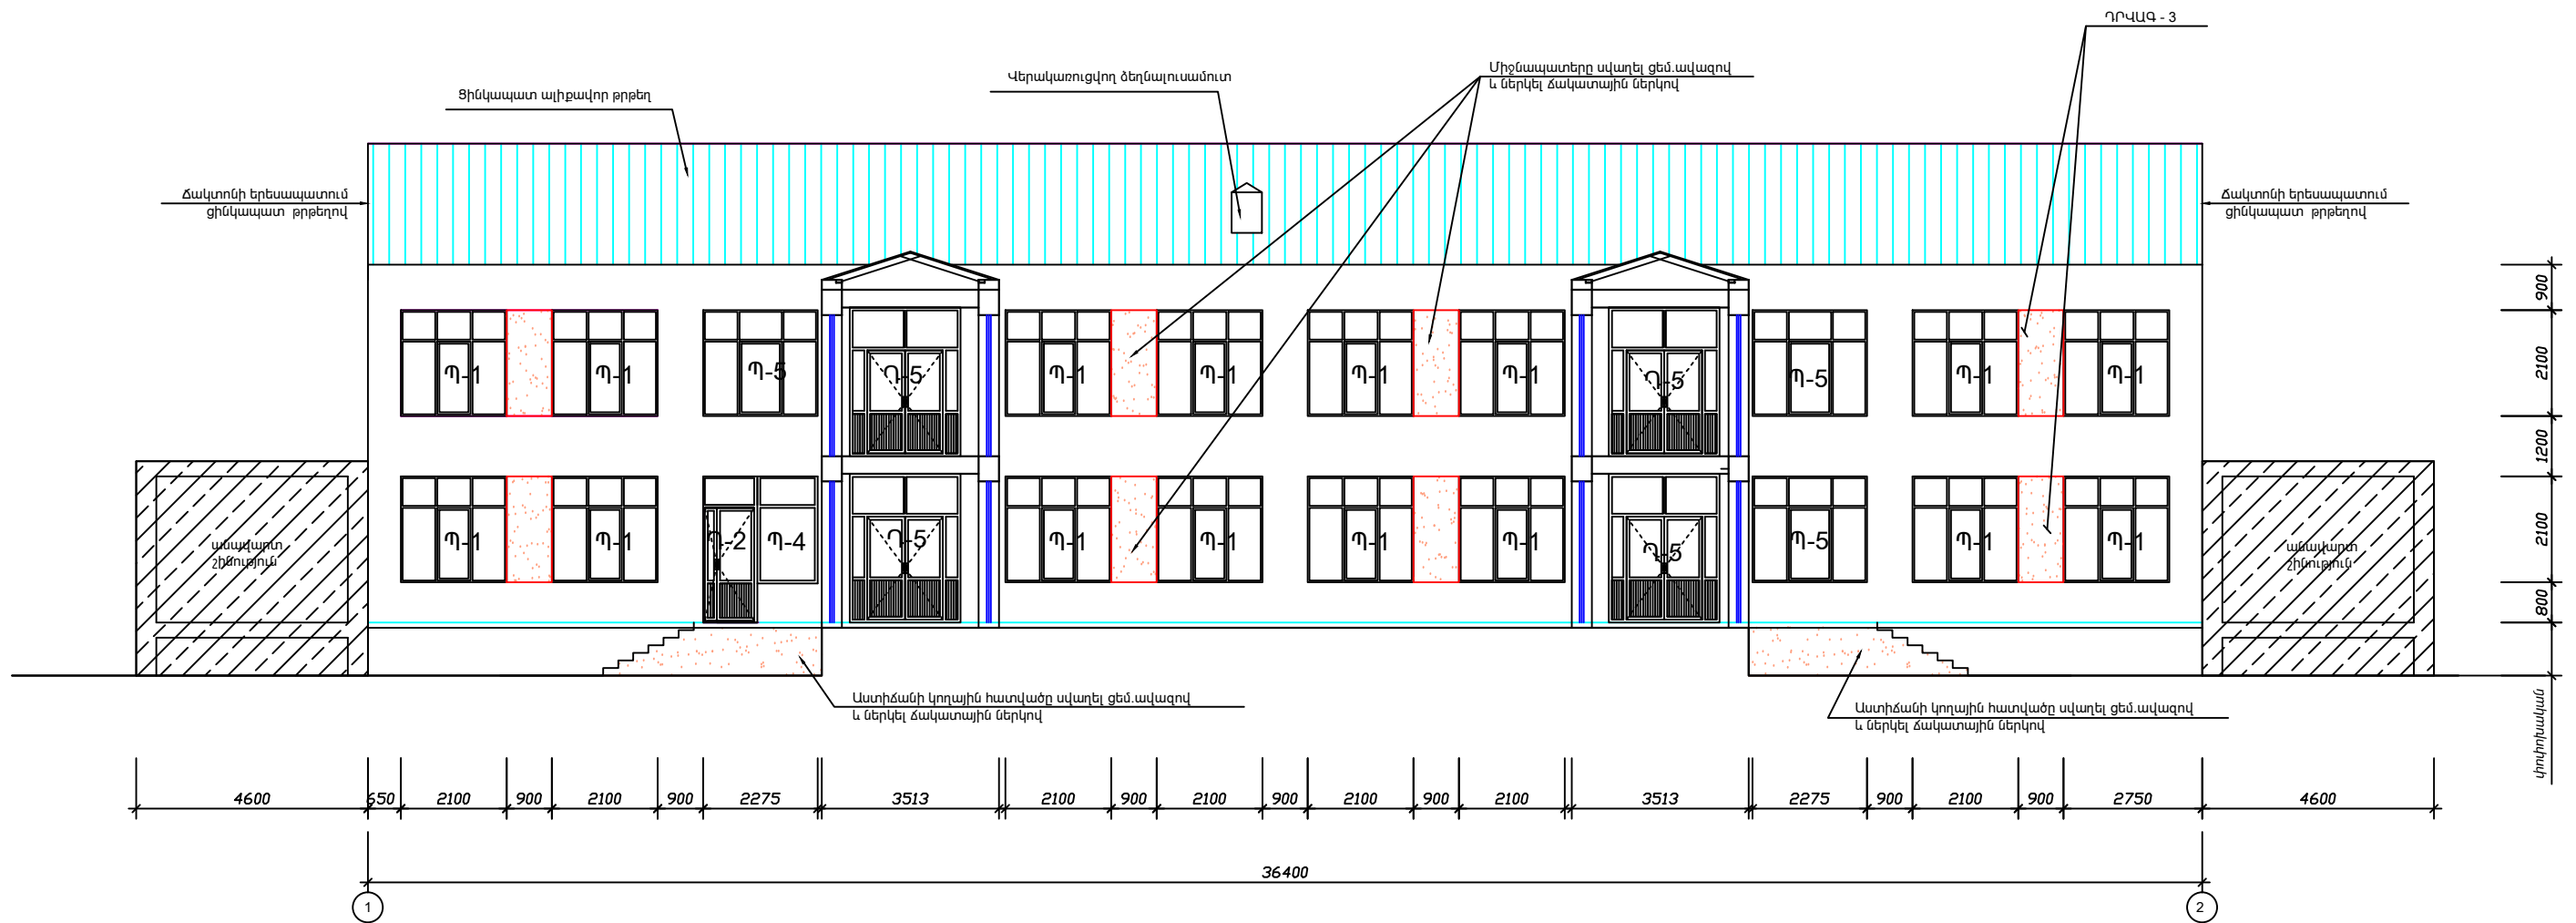 ԴՐՎԱԳ - 3
Միջնապատերը սվաղել ցեմ.ավազով
և ներկել ճակատային ներկով
Վերակառուցվող ձեղնալուսամուտ
Ցինկապատ ալիքավոր թրթեղ
Ճակտոնի երեսապատում
ցինկապատ թրթեղով
Ճակտոնի երեսապատում
ցինկապատ թրթեղով
900
2100
1200
2100
800
փոփոխական
Պ-1
Պ-1
Պ-5
Դ-5
Պ-1
Պ-1
Պ-1
Պ-1
Դ-5
Պ-5
Պ-1
Պ-1
անավարտ
շինություն
Պ-1
Պ-1
Դ-2
Պ-4
Դ-5
Պ-1
Պ-1
Պ-1
Պ-1
Դ-5
Պ-5
Պ-1
Պ-1
անավարտ
շինություն
Աստիճանի կողային հատվածը սվաղել ցեմ.ավազով
և ներկել ճակատային ներկով
Աստիճանի կողային հատվածը սվաղել ցեմ.ավազով
և ներկել ճակատային ներկով
4600
650
2100
900
2100
900
2275
3513
2100
900
2100
900
2100
900
2100
3513
2275
900
2100
900
2750
4600
36400
1
2